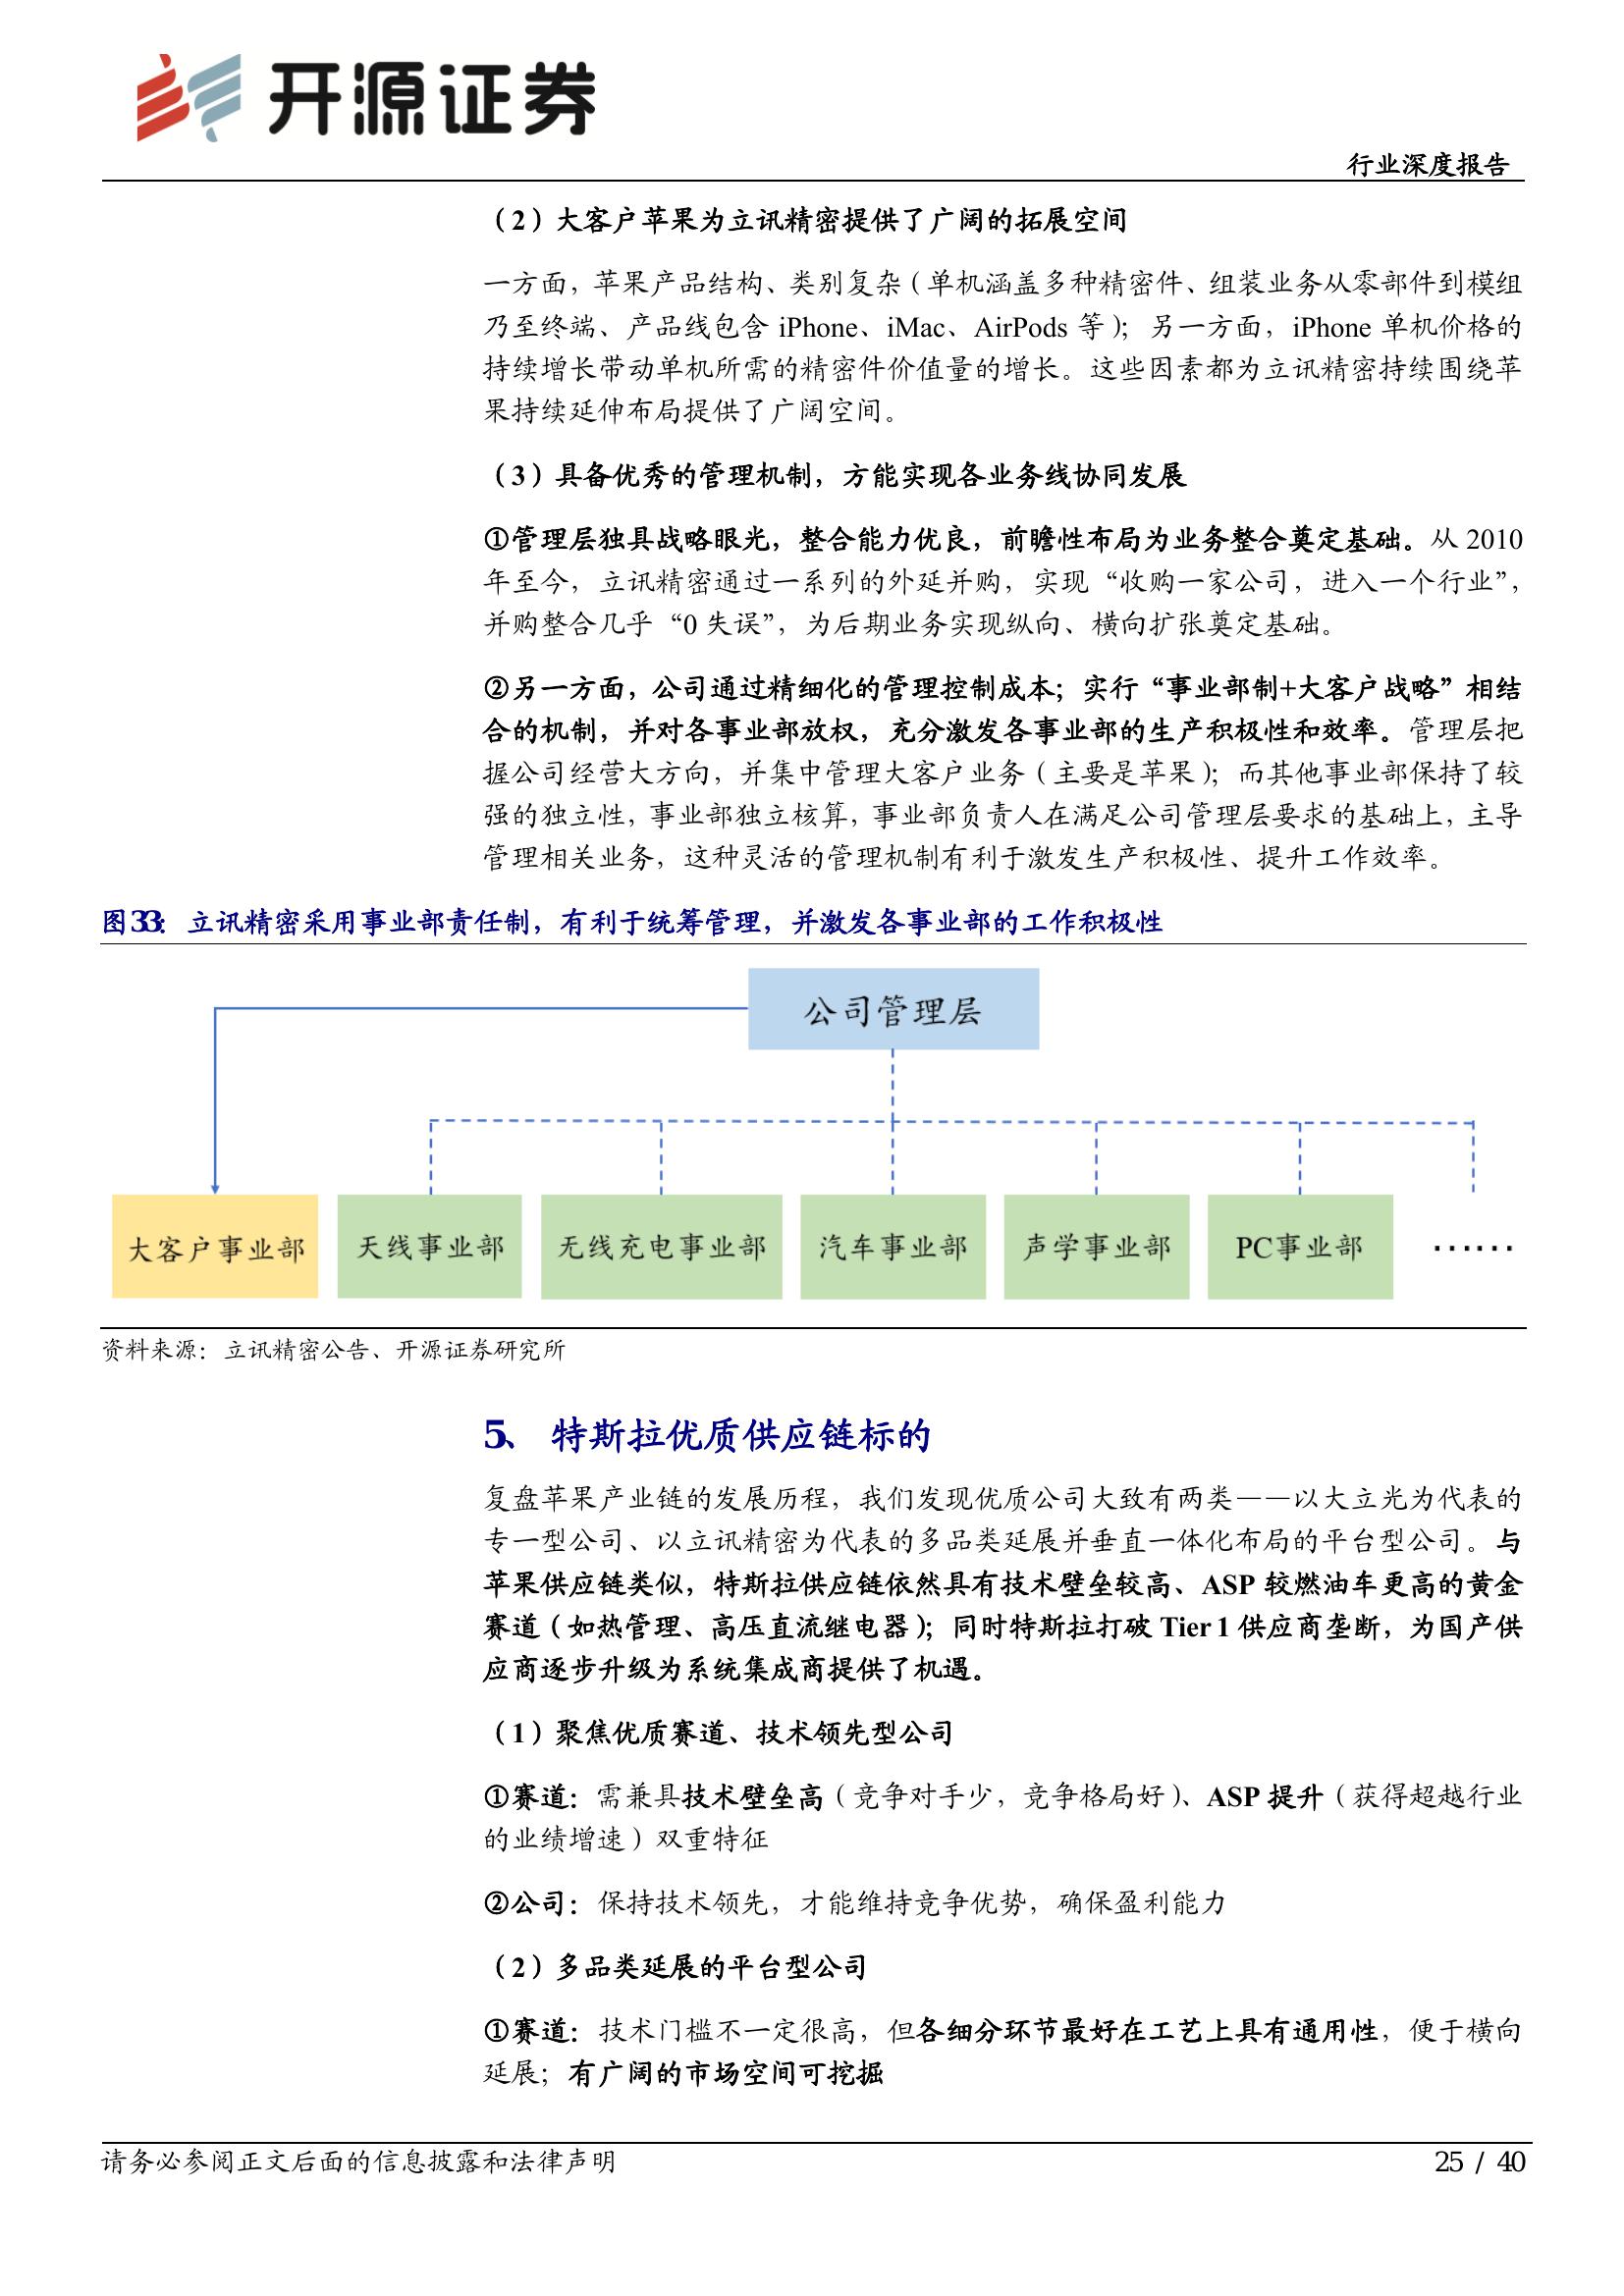 开源证券
行业深度报告
（2）大客户苹果为立讯精密提供了广阔的拓展空间
一方面，苹果产品结构、类别复杂（单机涵盖多种精密件、组装业务从零部件到模组
乃至终端、产品线包含 iPhone、iMac、AirPods 等）；另一方面，iPhone 单机价格的
持续增长带动单机所需的精密件价值量的增长。这些因素都为立讯精密持续围绕苹
果持续延伸布局提供了广阔空间。
（3）具备优秀的管理机制，方能实现各业务线协同发展
①管理层独具战略眼光，整合能力优良，前瞻性布局为业务整合奠定基础。从 2010
年至今，立讯精密通过一系列的外延并购，实现“收购一家公司，进入一个行业”，
并购整合几乎“0 失误”，为后期业务实现纵向、横向扩张奠定基础。
②另一方面，公司通过精细化的管理控制成本；实行“事业部制+大客户战略”相结
合的机制，并对各事业部放权，充分激发各事业部的生产积极性和效率。管理层把
握公司经营大方向，并集中管理大客户业务（主要是苹果）；而其他事业部保持了较
强的独立性，事业部独立核算，事业部负责人在满足公司管理层要求的基础上，主导
管理相关业务，这种灵活的管理机制有利于激发生产积极性、提升工作效率。
图33： 立讯精密采用事业部责任制，有利于统筹管理，并激发各事业部的工作积极性
公司管理层
大客户事业部 天线事业部 无线充电事业部 汽车事业部 声学事业部 PC事业部 ……
资料来源：立讯精密公告、开源证券研究所
5、 特斯拉优质供应链标的
复盘苹果产业链的发展历程，我们发现优质公司大致有两类——以大立光为代表的
专一型公司、以立讯精密为代表的多品类延展并垂直一体化布局的平台型公司。与
苹果供应链类似，特斯拉供应链依然具有技术壁垒较高、ASP 较燃油车更高的黄金
赛道（如热管理、高压直流继电器）；同时特斯拉打破 Tier 1 供应商垄断，为国产供
应商逐步升级为系统集成商提供了机遇。
（1）聚焦优质赛道、技术领先型公司
①赛道：需兼具技术壁垒高（竞争对手少，竞争格局好）、ASP 提升（获得超越行业
的业绩增速）双重特征
②公司：保持技术领先，才能维持竞争优势，确保盈利能力
（2）多品类延展的平台型公司
①赛道：技术门槛不一定很高，但各细分环节最好在工艺上具有通用性，便于横向
延展；有广阔的市场空间可挖掘
请务必参阅正文后面的信息披露和法律声明
25 / 40